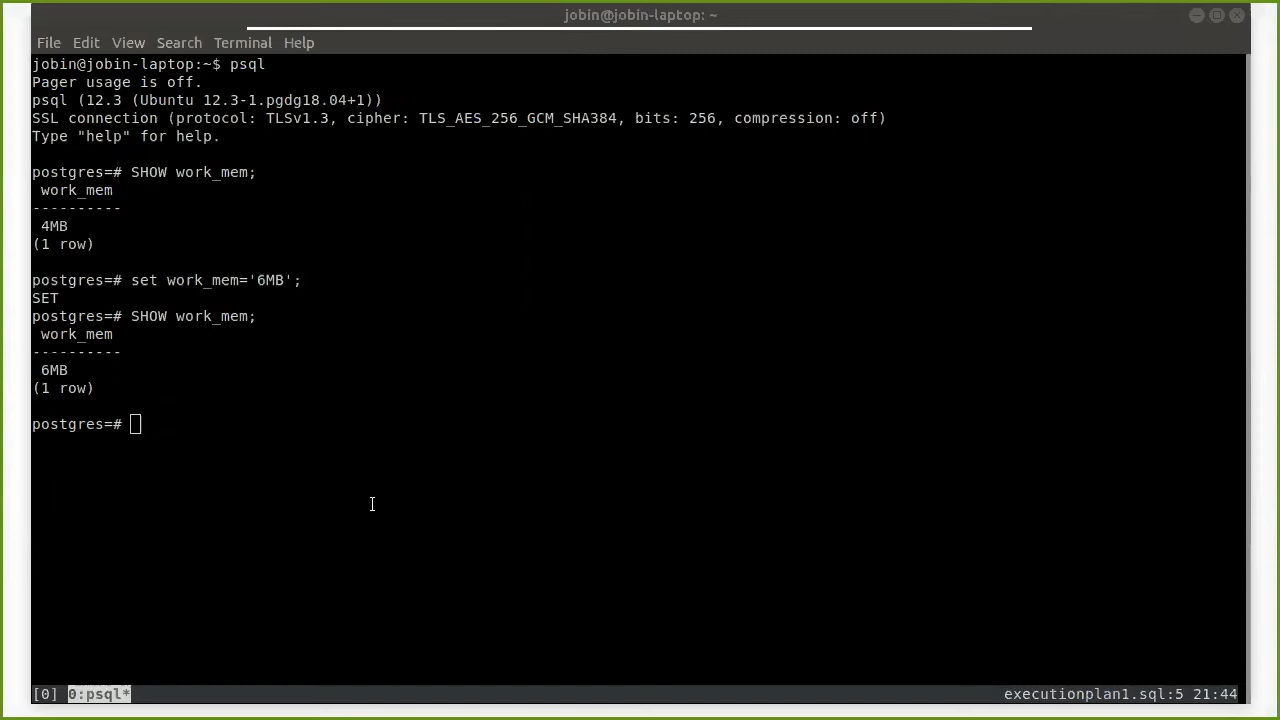 jobin@jobin-laptop: ~
File Edit View Search Terminal Help
jobin@jobin-laptop:~$ psql
Pager usage is off.
psql (12.3 (Ubuntu 12.3-1.pgdg18.04+1))
SSL connection (protocol: TLSv1.3, cipher: TLS_AES_256_GCM_SHA384, bits: 256, compression: off)
Type "help" for help.
postgres=# SHOW work_mem;
work_mem
----------
4MB
(1 row)
postgres=# set work_mem='6MB';
SET
postgres=# SHOW work_mem;
work_mem
----------
6MB
(1 row)
postgres=#
[0] 0:psql* executionplan1.sql:5 21:44